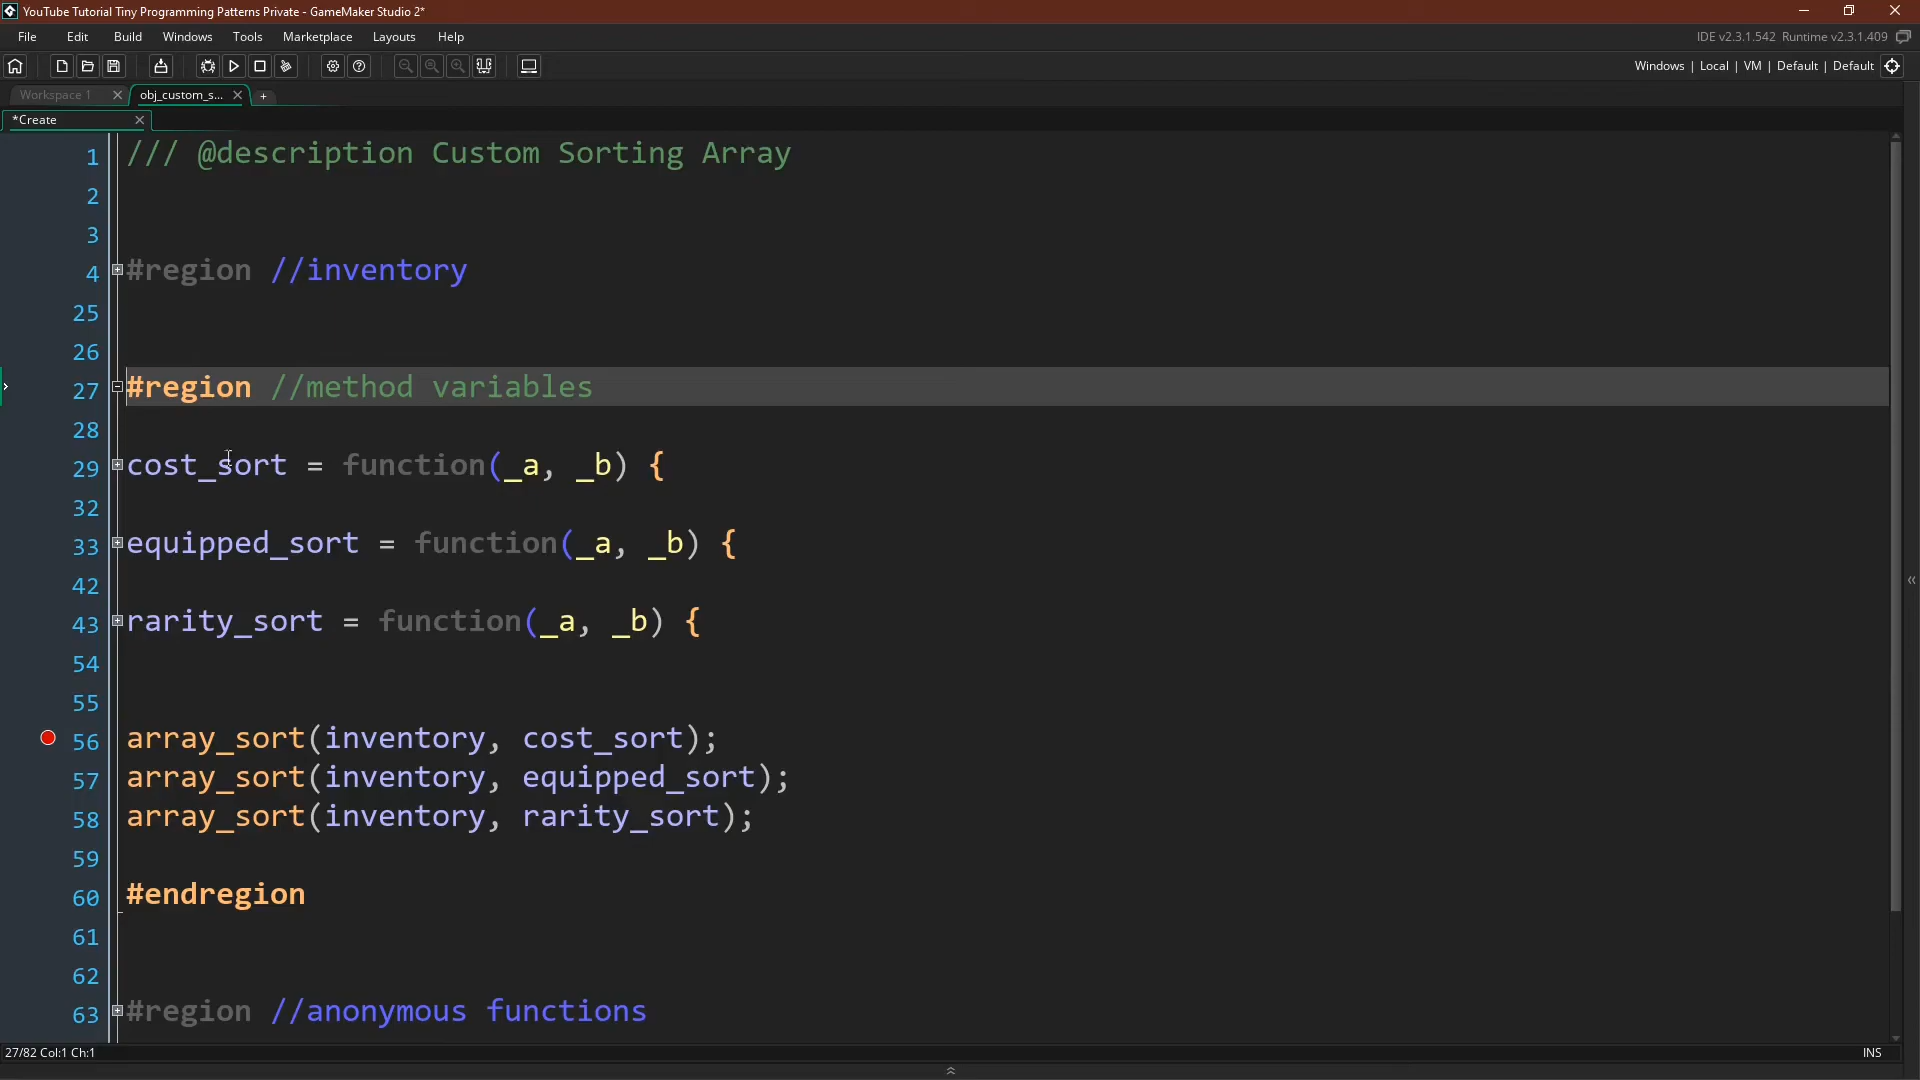 YouTube Tutorial Tiny Programming Patterns Private - GameMaker Studio 2*
File Edit Build Windows Tools Marketplace Layouts Help
IDE v2.3.1.542 Runtime v2.3.1.409
Windows | Local | VM | Default | Default
Workspace 1 obj_custom_s... +
*Create
1 /// @description Custom Sorting Array
2
3
4 #region //inventory
25
26
27 #region //method variables
28
29 cost_sort = function(_a, _b) {
32
33 equipped_sort = function(_a, _b) {
42
43 rarity_sort = function(_a, _b) {
54
55
56 array_sort(inventory, cost_sort);
57 array_sort(inventory, equipped_sort);
58 array_sort(inventory, rarity_sort);
59
60 #endregion
61
62
63 #region //anonymous functions
27/82 Col:1 Ch:1 INS